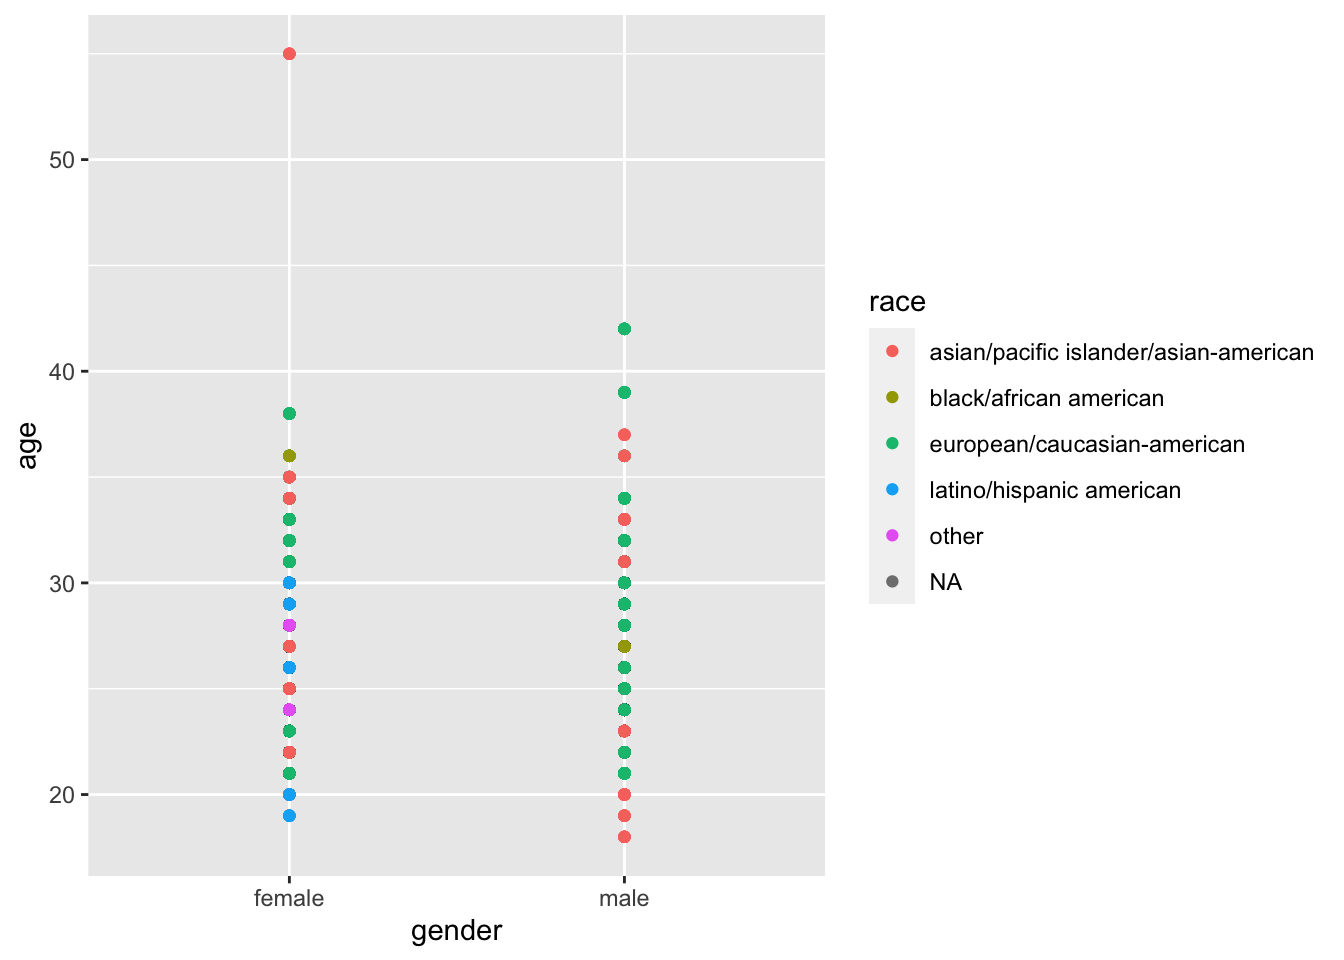 50
40
30
20
age
female
male
gender
race
asian/pacific islander/asian-american
black/african american
european/caucasian-american
latino/hispanic american
other
NA